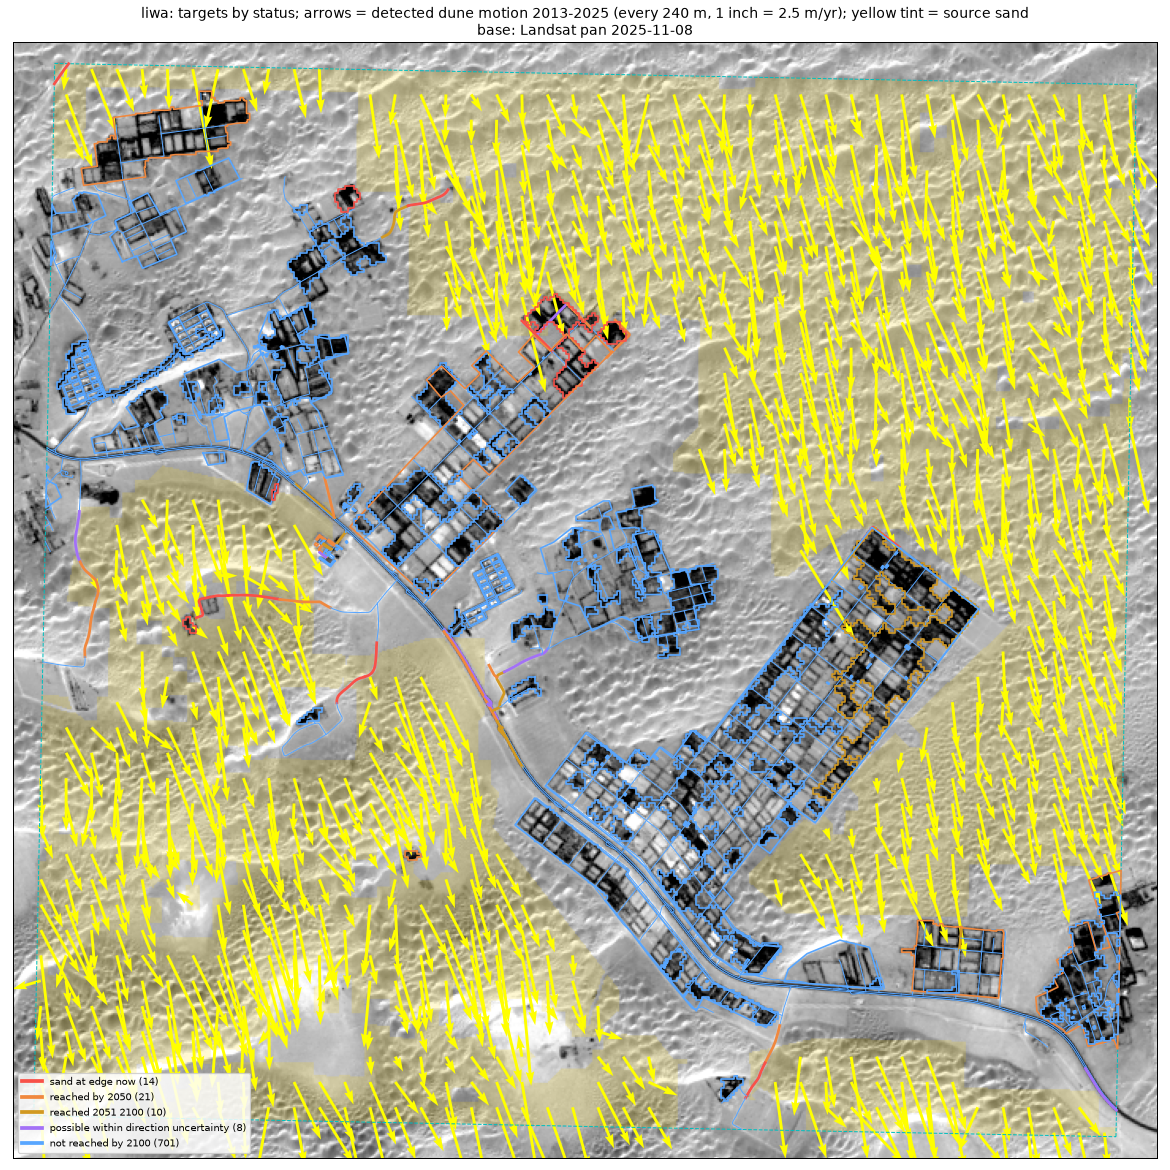 liwa: targets by status; arrows = detected dune motion 2013-2025 (every 240 m, 1 inch = 2.5 m/yr); yellow tint = source sand
base: Landsat pan 2025-11-08
sand at edge now (14)
reached by 2050 (21)
reached 2051 2100 (10)
possible within direction uncertainty (8)
not reached by 2100 (701)